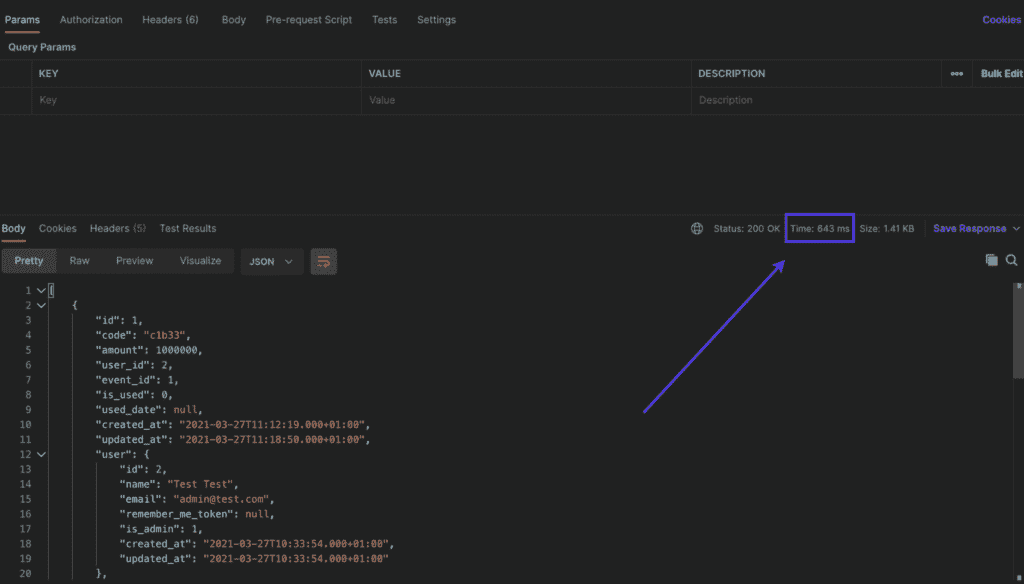 Params Authorization Headers (6) Body Pre-request Script Tests Settings Cookies
Query Params
KEY VALUE DESCRIPTION ooo Bulk Edit
Key Value Description
Body Cookies Headers (5) Test Results Status: 200 OK Time: 643 ms Size: 1.41 KB Save Response
Pretty Raw Preview Visualize JSON
1 [
2 {
3 "id": 1,
4 "code": "c1b33",
5 "amount": 1000000,
6 "user_id": 2,
7 "event_id": 1,
8 "is_used": 0,
9 "used_date": null,
10 "created_at": "2021-03-27T11:12:19.000+01:00",
11 "updated_at": "2021-03-27T11:18:50.000+01:00",
12 "user": {
13 "id": 2,
14 "name": "Test Test",
15 "email": "admin@test.com",
16 "remember_me_token": null,
17 "is_admin": 1,
18 "created_at": "2021-03-27T10:33:54.000+01:00",
19 "updated_at": "2021-03-27T10:33:54.000+01:00"
20 },